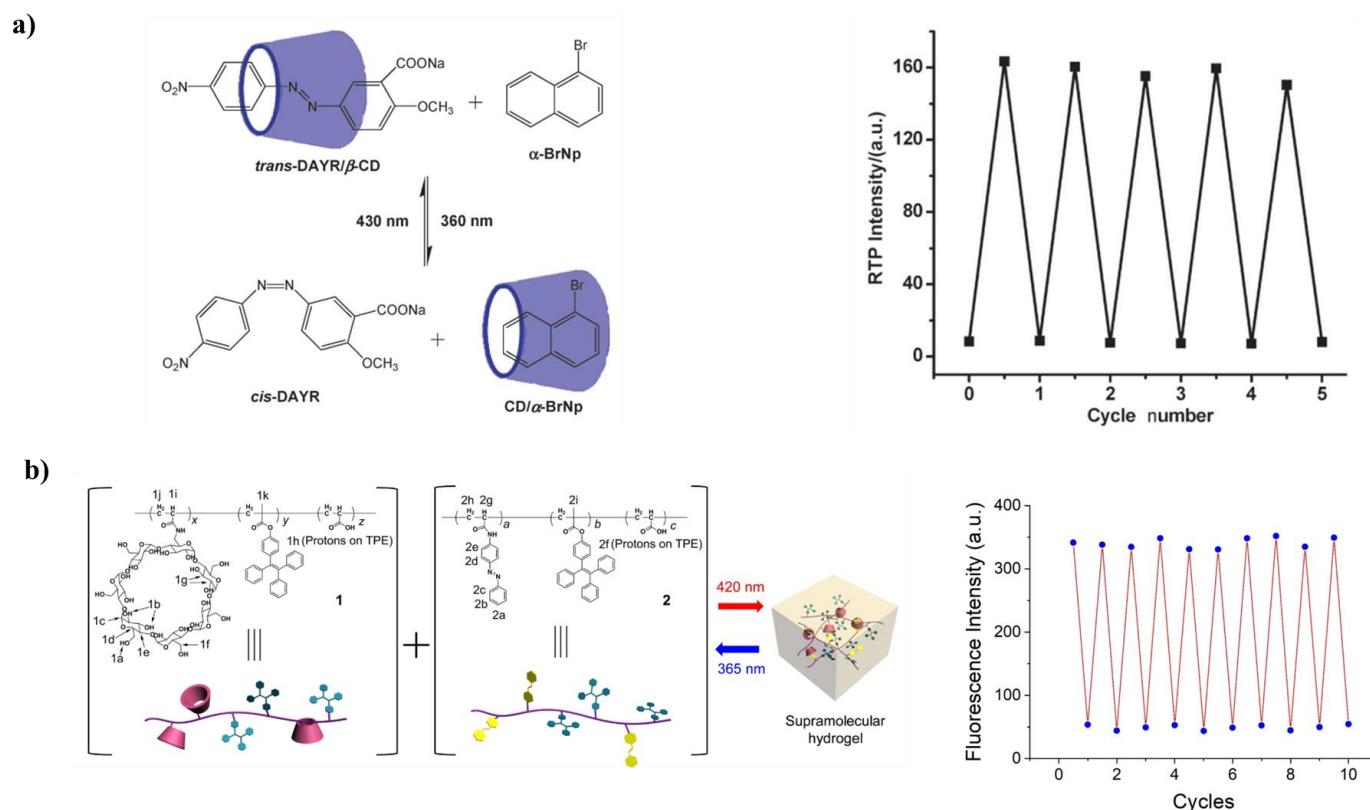 a)
COONa
O₂N
N
N
OCH₃
+
Br
trans-DAYR/β-CD
α-BrNp
430 nm
360 nm
N=N
COONa
O₂N
OCH₃
+
Br
cis-DAYR
CD/α-BrNp
RTP Intensity/(a.u.)
160
120
80
40
0
0 1 2 3 4 5
Cycle number
b)
1j 1i
1k
x
y
z
1h (Protons on TPE)
1g
1b
1c
1d
1a
1e
1f
1
+
2h 2g
2i
a
b
c
2f (Protons on TPE)
2e
2d
2c
2b
2a
2
420 nm
365 nm
Supramolecular
hydrogel
Fluorescence Intensity (a.u.)
400
350
300
250
200
150
100
50
0
0 2 4 6 8 10
Cycles